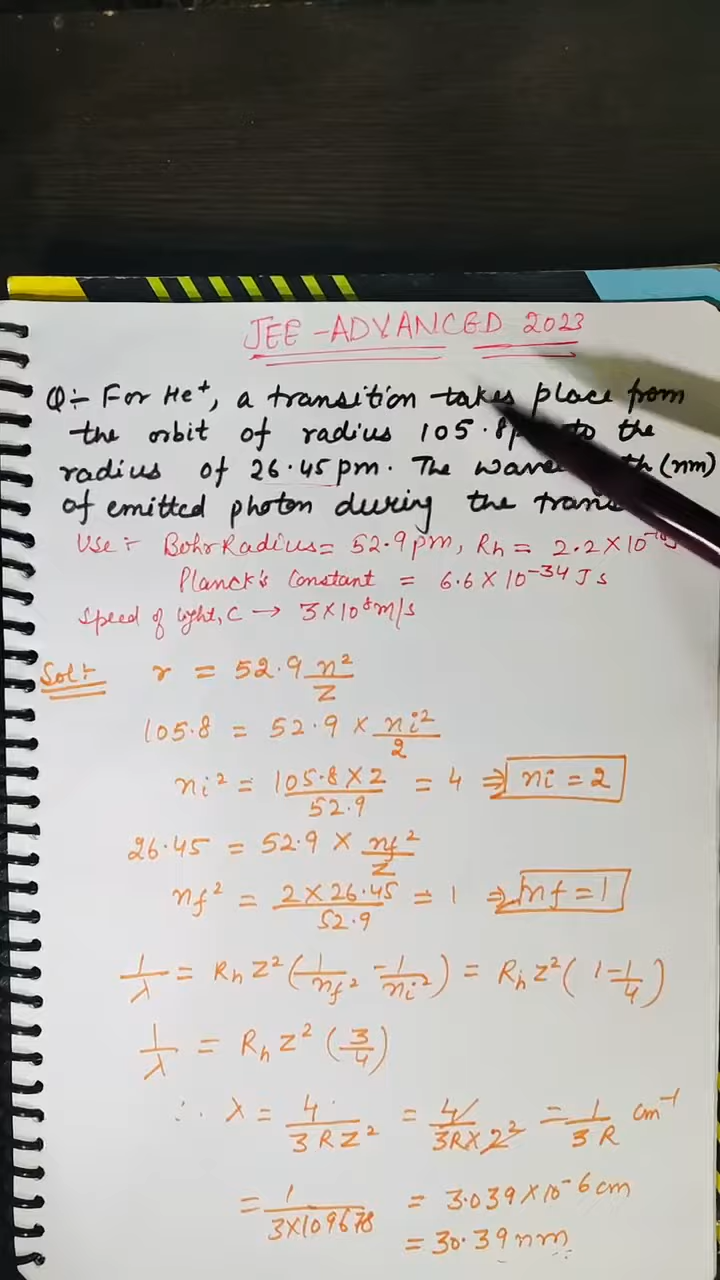 JEE -ADVANCED 2023
Q:- For He⁺, a transition takes place from
the orbit of radius 105.8p to the
radius of 26.45 pm. The (nm)
of emitted photon during the
Use :- Bohr Radius = 52.9 pm, Rh = 2.2 × 10
Planck's Constant = 6.6 × 10⁻³⁴ J s
Speed of light, C → 3 × 10⁸ m/s
Sol:- r = 52.9 n²/Z
105.8 = 52.9 × ni²/2
ni² = 105.8 × 2/52.9 = 4 ⇒ ni = 2
26.45 = 52.9 × nf²/2
nf² = 2 × 26.45/52.9 = 1 ⇒ nf = 1
1/λ = Rh Z² (1/nf² - 1/ni²) = Rh Z² (1 - 1/4)
1/λ = Rh Z² (3/4)
∴ λ = 4/3RZ² = 4/3R×2² = 1/3R cm⁻¹
= 1/3×109678 = 3.039 × 10⁻⁶ cm
= 30.39 nm